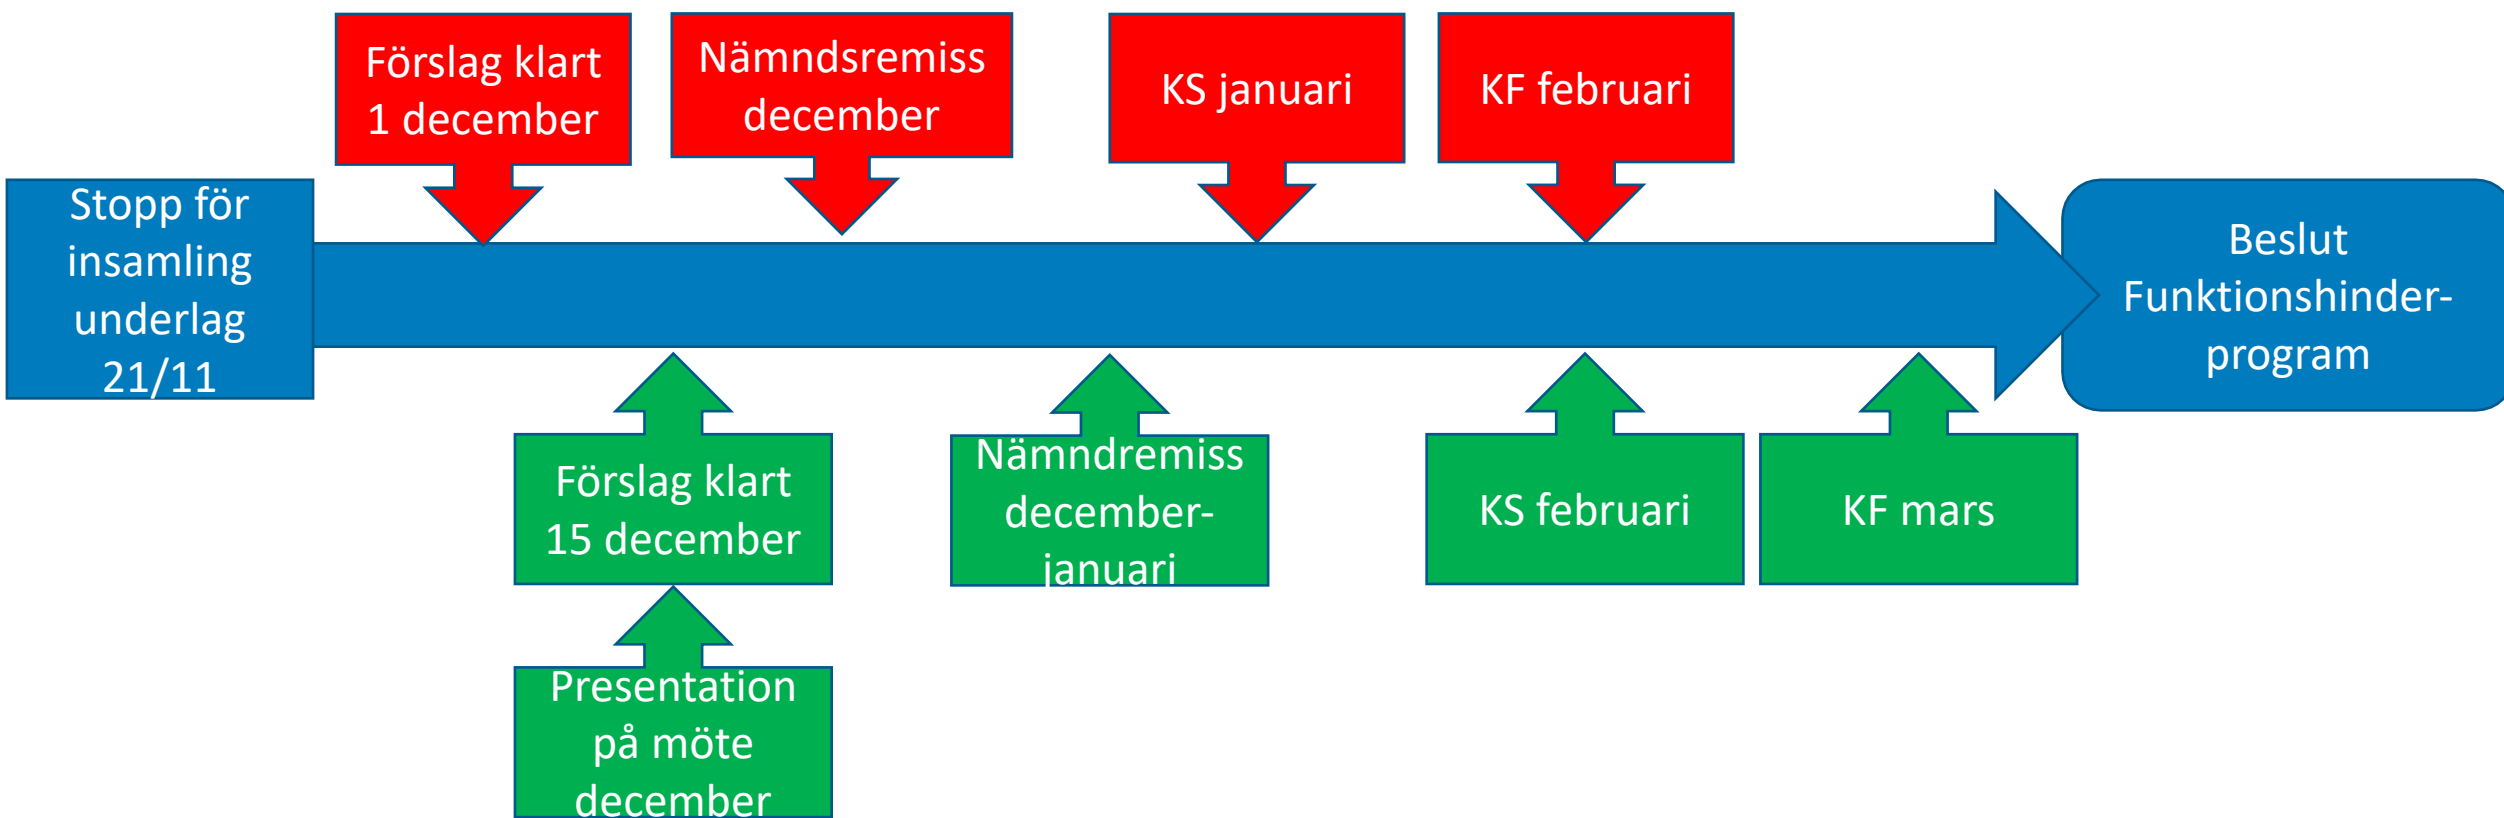 Förslag klart
1 december
Nämndsremiss
december
KS januari
KF februari
Stopp för
insamling
underlag
21/11
Beslut
Funktionshinder-
program
Förslag klart
15 december
Nämndremiss
december-
januari
KS februari
KF mars
Presentation
på möte
december